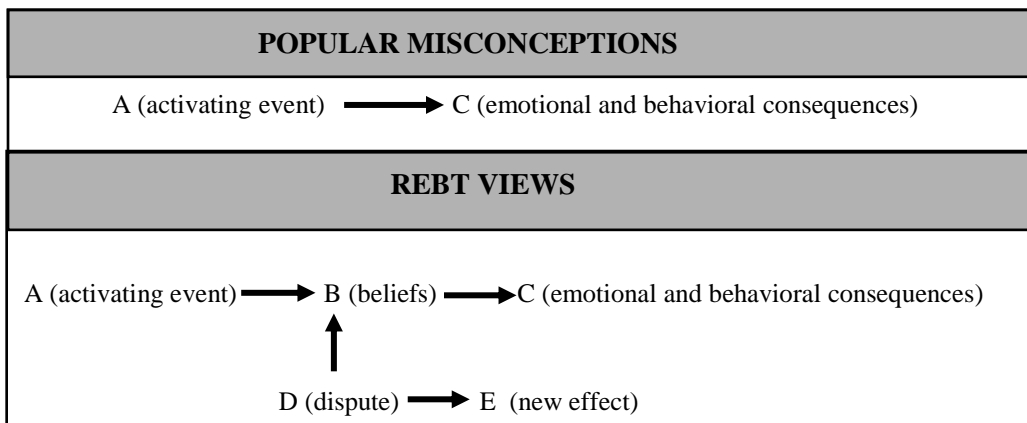 POPULAR MISCONCEPTIONS
A (activating event) C (emotional and behavioral consequences)
REBT VIEWS
A (activating event) B (beliefs) C (emotional and behavioral consequences)
D (dispute) E (new effect)